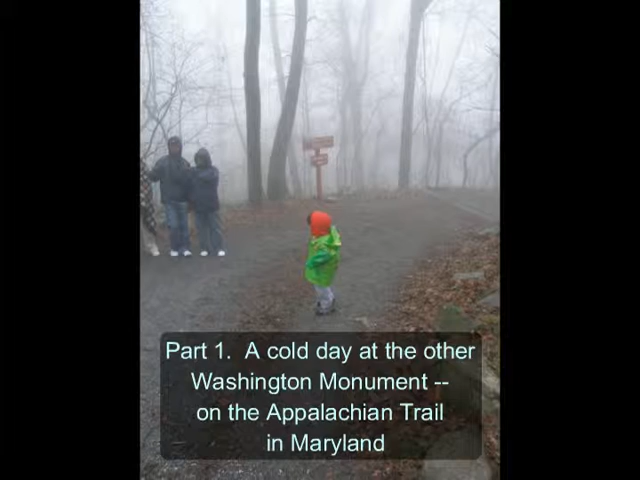 Part 1.  A cold day at the other
Washington Monument --
on the Appalachian Trail
in Maryland